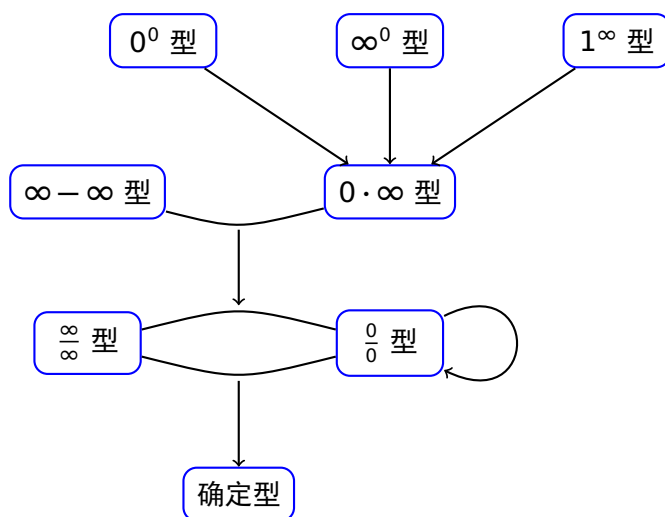 0⁰ 型
∞⁰ 型
1^∞ 型
∞ − ∞ 型
0 · ∞ 型
∞/∞ 型
0/0 型
确定型